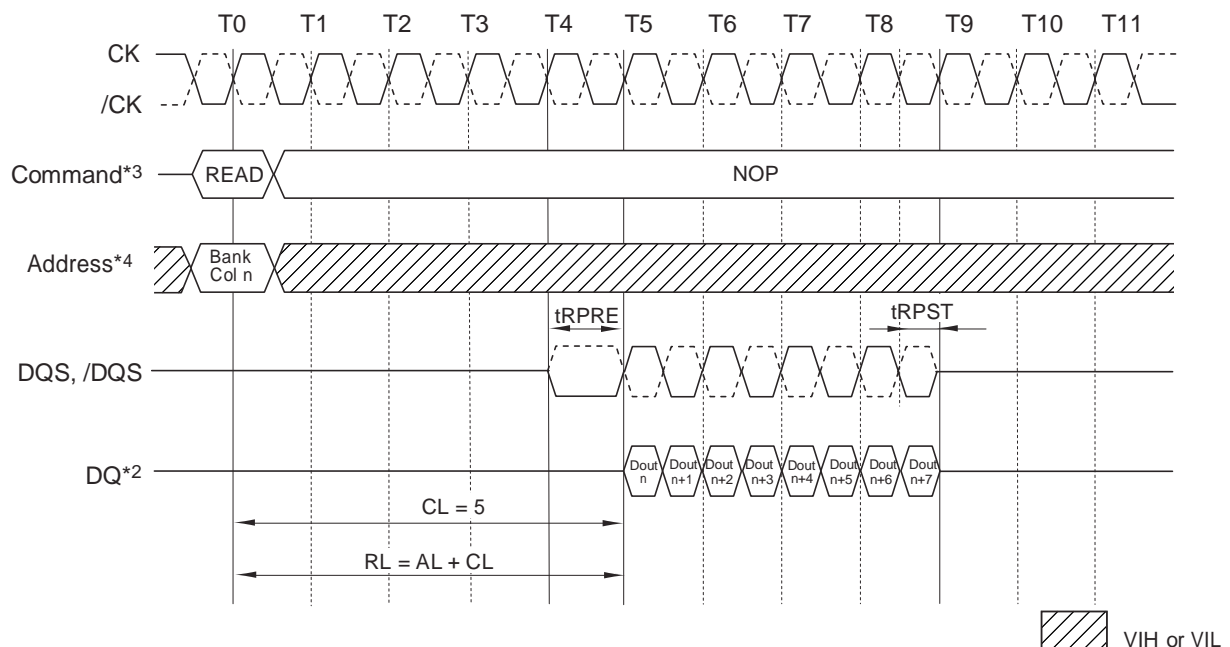 T0 T1 T2 T3 T4 T5 T6 T7 T8 T9 T10 T11
CK
/CK
Command*3
READ
NOP
Address*4
Bank
Col n
tRPRE
tRPST
DQS, /DQS
DQ*2
Dout n
Dout n+1
Dout n+2
Dout n+3
Dout n+4
Dout n+5
Dout n+6
Dout n+7
CL = 5
RL = AL + CL
VIH or VIL